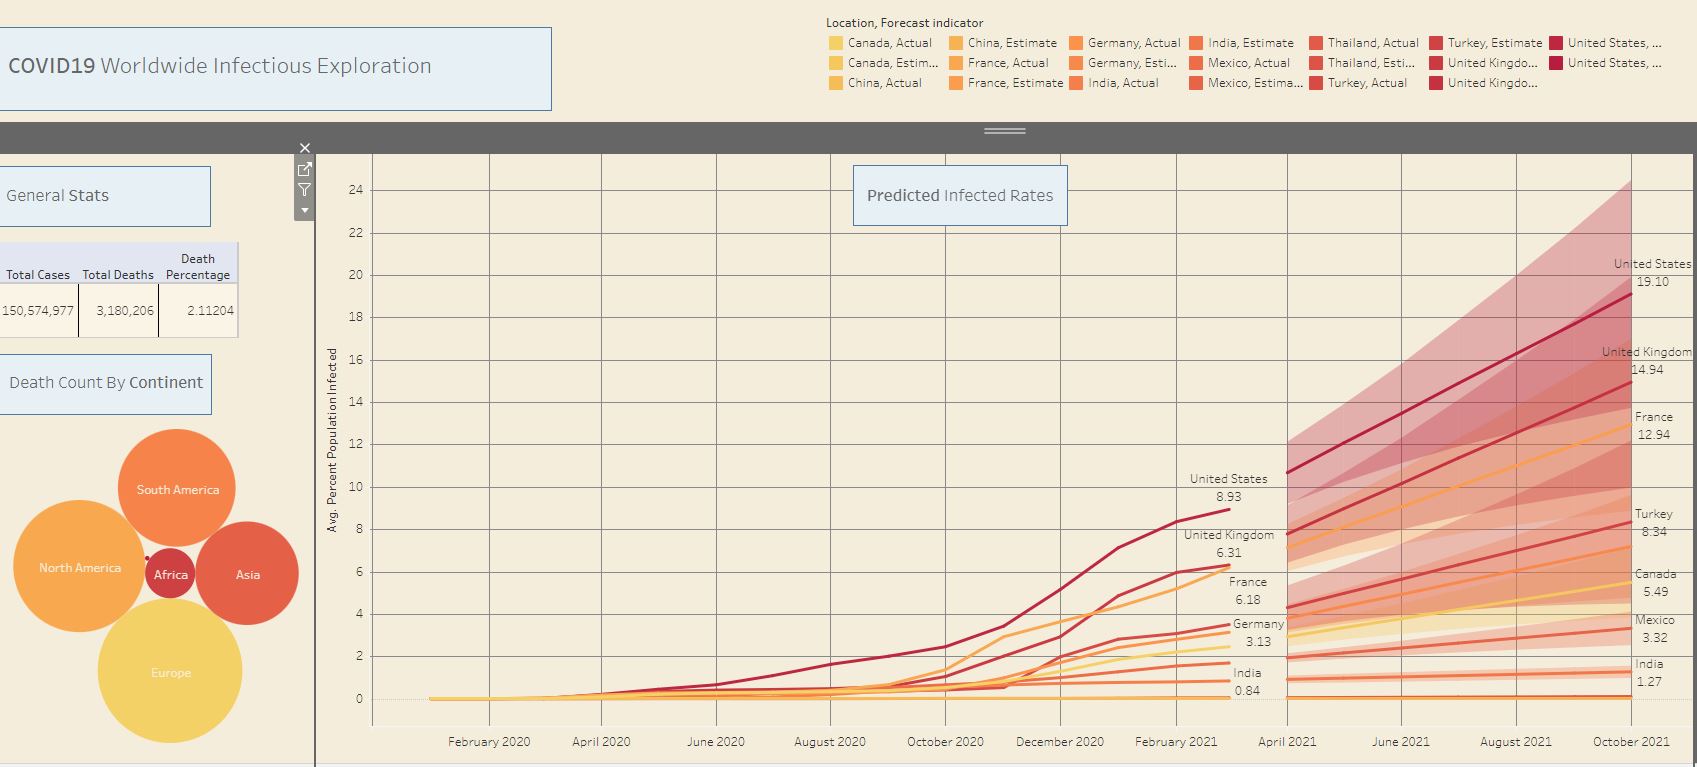 COVID19 Worldwide Infectious Exploration
Location, Forecast indicator
Canada, Actual
Canada, Estim...
China, Actual
China, Estimate
France, Actual
France, Estimate
Germany, Actual
Germany, Esti...
India, Actual
India, Estimate
Mexico, Actual
Mexico, Estima...
Thailand, Actual
Thailand, Esti...
Turkey, Actual
Turkey, Estimate
United Kingdo...
United Kingdo...
United States, ...
United States, ...
General Stats
Total Cases Total Deaths Death Percentage
150,574,977 3,180,206 2.11204
Death Count By Continent
South America
North America
Africa
Asia
Europe
Predicted Infected Rates
Avg. Percent Population Infected
24
22
20
18
16
14
12
10
8
6
4
2
0
United States
8.93
United Kingdom
6.31
France
6.18
Germany
3.13
India
0.84
United States
19.10
United Kingdom
14.94
France
12.94
Turkey
8.34
Canada
5.49
Mexico
3.32
India
1.27
February 2020 April 2020 June 2020 August 2020 October 2020 December 2020 February 2021 April 2021 June 2021 August 2021 October 2021